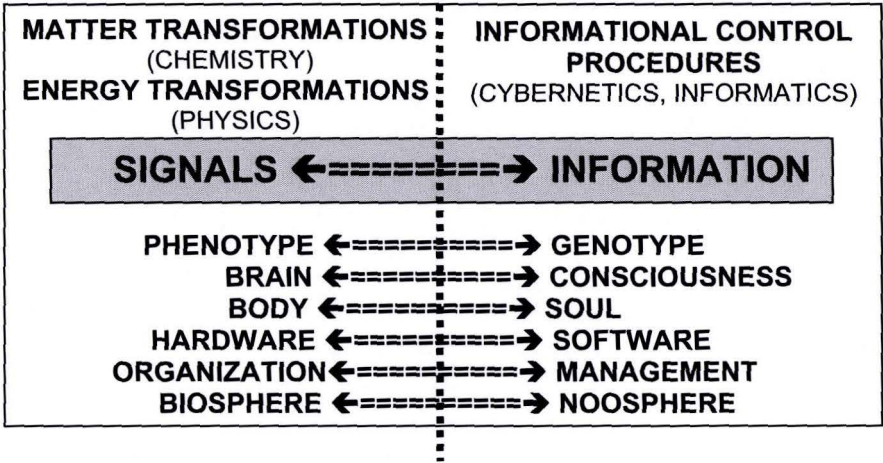 MATTER TRANSFORMATIONS
(CHEMISTRY)
ENERGY TRANSFORMATIONS
(PHYSICS)
INFORMATIONAL CONTROL
PROCEDURES
(CYBERNETICS, INFORMATICS)
SIGNALS ←========→ INFORMATION
PHENOTYPE ←==========→ GENOTYPE
BRAIN ←==========→ CONSCIOUSNESS
BODY ←==========→ SOUL
HARDWARE ←==========→ SOFTWARE
ORGANIZATION ←==========→ MANAGEMENT
BIOSPHERE ←==========→ NOOSPHERE